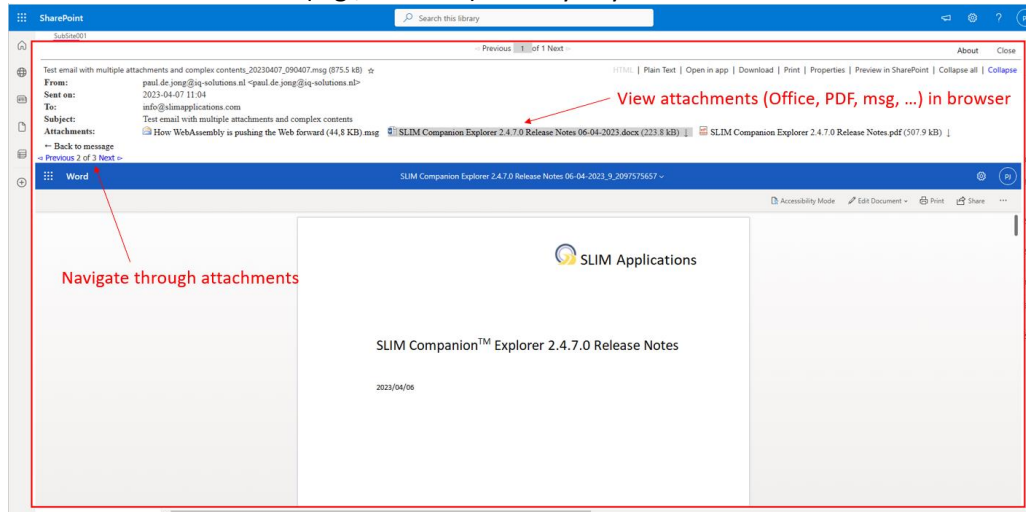 SharePoint
Search this library
?
SubSite001
Previous 1 of 1 Next
About Close
Test email with multiple attachments and complex contents_20230407_090407.msg (875.5 kB)
HTML | Plain Text | Open in app | Download | Print | Properties | Preview in SharePoint | Collapse all | Collapse
From: paul.de.jong@iq-solutions.nl <paul.de.jong@iq-solutions.nl>
Sent on: 2023-04-07 11:04
To: info@slimapplications.com
View attachments (Office, PDF, msg, ...) in browser
Subject: Test email with multiple attachments and complex contents
Attachments: How WebAssembly is pushing the Web forward (44,8 KB).msg SLIM Companion Explorer 2.4.7.0 Release Notes 06-04-2023.docx (223.8 kB) ↓ SLIM Companion Explorer 2.4.7.0 Release Notes.pdf (507.9 kB) ↓
← Back to message
Previous 2 of 3 Next
Word
SLIM Companion Explorer 2.4.7.0 Release Notes 06-04-2023_9_2097575657
PJ
Accessibility Mode Edit Document Print Share ...
SLIM Applications
Navigate through attachments
SLIM Companion™ Explorer 2.4.7.0 Release Notes
2023/04/06